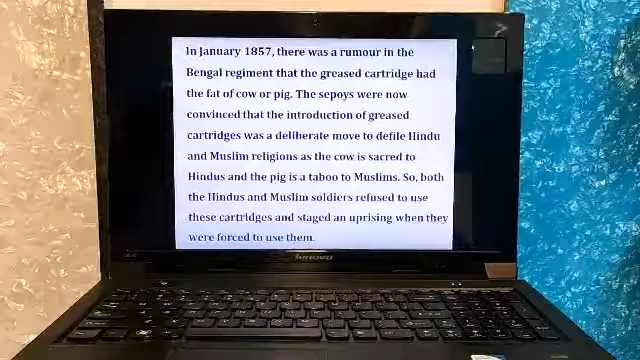 In January 1857, there was a rumour in the
Bengal regiment that the greased cartridge had
the fat of cow or pig. The sepoys were now
convinced that the introduction of greased
cartridges was a deliberate move to defile Hindu
and Muslim religions as the cow is sacred to
Hindus and the pig is a taboo to Muslims. So, both
the Hindus and Muslim soldiers refused to use
these cartridges and staged an uprising when they
were forced to use them.
lenovo